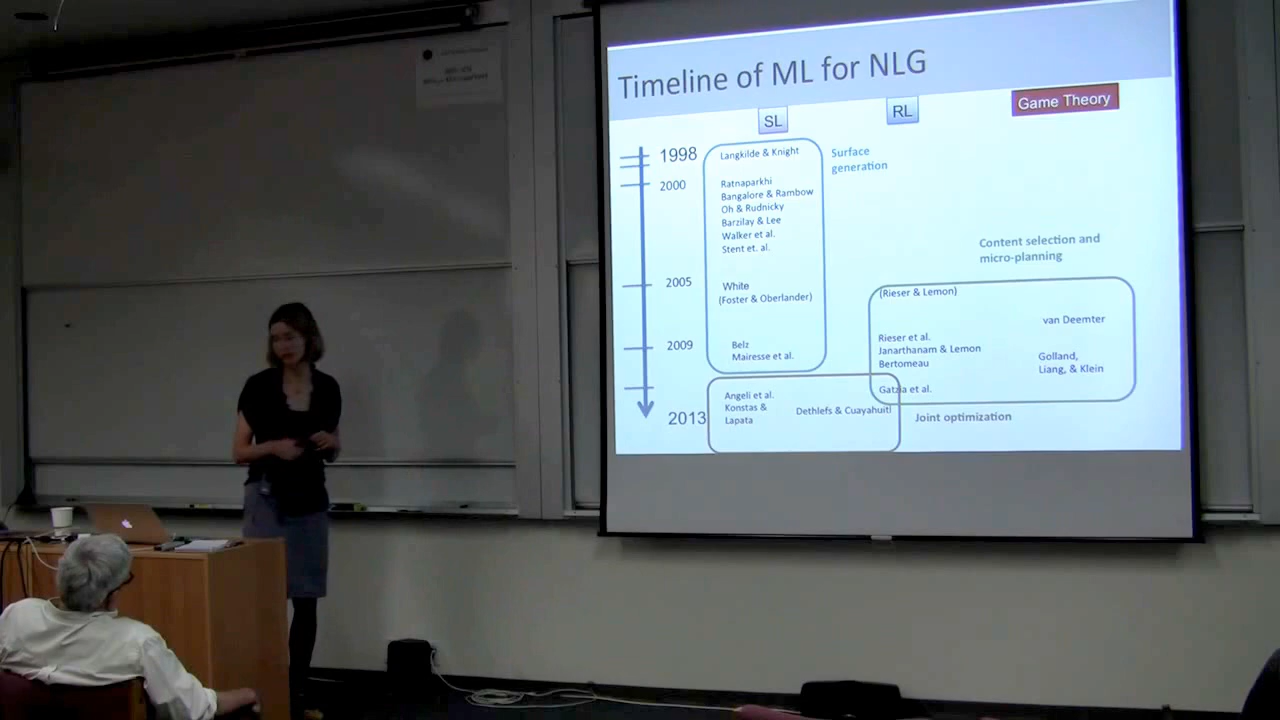 Timeline of ML for NLG
SL
RL
Game Theory
1998
Langkilde & Knight
Surface
generation
2000
Ratnaparkhi
Bangalore & Rambow
Oh & Rudnicky
Barzilay & Lee
Walker et al.
Stent et. al.
Content selection and
micro-planning
2005
White
(Foster & Oberlander)
(Rieser & Lemon)
van Deemter
2009
Belz
Mairesse et al.
Rieser et al.
Janarthanam & Lemon
Bertomeau
Golland,
Liang, & Klein
Gatzia et al.
2013
Angeli et al.
Konstas &
Lapata
Dethlefs & Cuayahuitl
Joint optimization